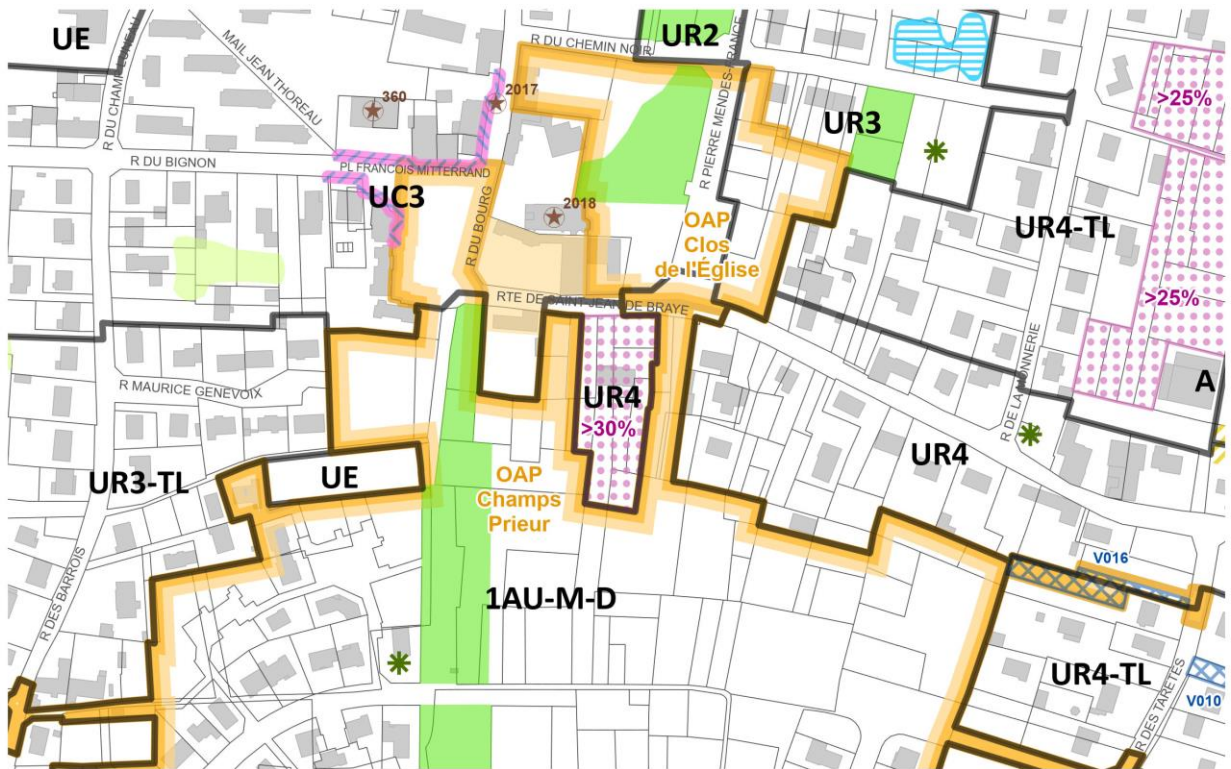 UE
R DU CHAMP LUNEAU
MAIL JEAN THOREAU
360
2017
R DU CHEMIN NOIR
UR2
R PIERRE MENDES-FRANCE
>25%
UR3
R DU BIGNON
PL FRANCOIS MITTERRAND
UC3
R DU BOURG
2018
OAP
Clos
de l'Église
UR4-TL
>25%
RTE DE SAINT-JEAN DE BRAYE
R MAURICE GENEVOIX
UR4
>30%
A
UR4
UR3-TL
UE
OAP
Champs
Prieur
R DES BARROIS
1AU-M-D
V016
UR4-TL
R DES TARETES
V010